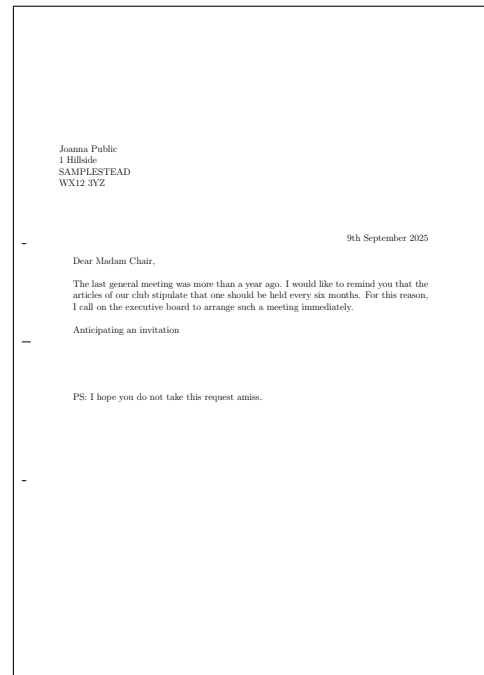 Joanna Public
1 Hillside
SAMPLESTEAD
WX12 3YZ
9th September 2025
Dear Madam Chair,
The last general meeting was more than a year ago. I would like to remind you that the
articles of our club stipulate that one should be held every six months. For this reason,
I call on the executive board to arrange such a meeting immediately.
Anticipating an invitation
PS: I hope you do not take this request amiss.